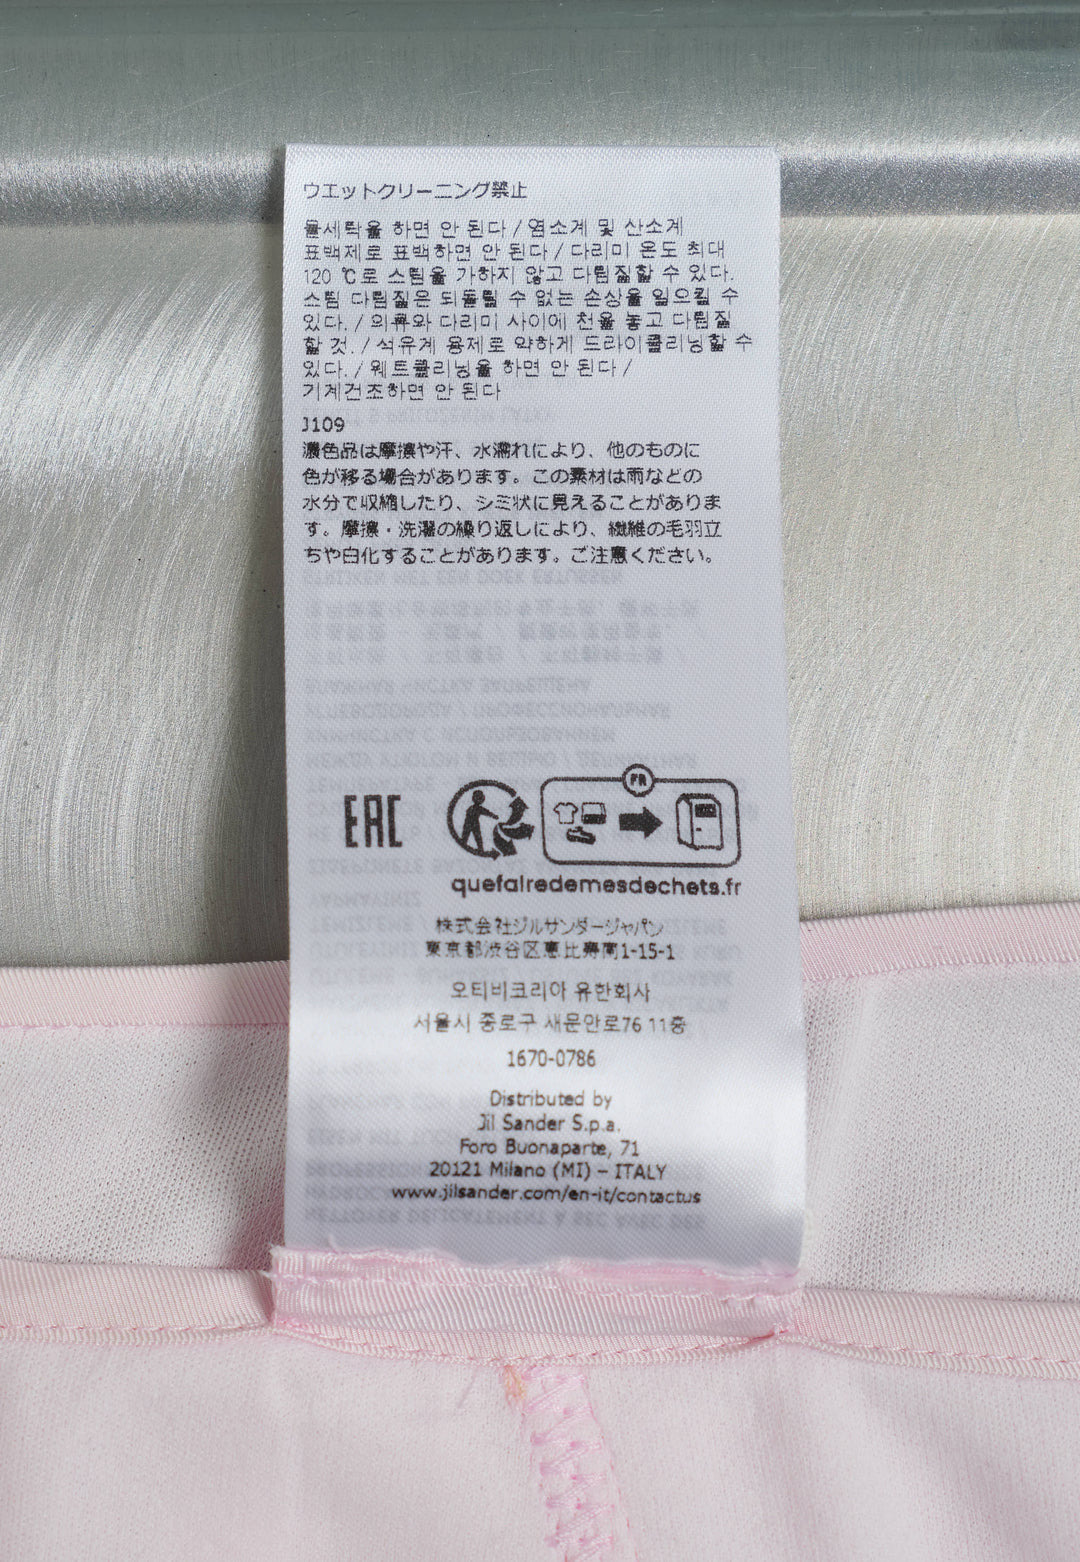 ウエットクリーニング禁止
물세탁을 하면 안 된다 / 염소계 및 산소계
표백제로 표백하면 안 된다 / 다리미 온도 최대
120 ℃로 스팀을 가하지 않고 다림질할 수 있다.
스팀 다림질은 되돌릴 수 없는 손상을 일으킬 수
있다. / 의류와 다리미 사이에 천을 놓고 다림질
할 것. / 석유계 용제로 약하게 드라이클리닝할 수
있다. / 웨트클리닝을 하면 안 된다 /
기계건조하면 안 된다
J109
濃色品は摩擦や汗、水濡れにより、他のものに
色が移る場合があります。この素材は雨などの
水分で収縮したり、シミ状に見えることがありま
す。摩擦・洗濯の繰り返しにより、繊維の毛羽立
ちや白化することがあります。ご注意ください。
EAC
FR
quefairedemesdechets.fr
株式会社ジルサンダージャパン
東京都渋谷区恵比寿南1-15-1
오티비코리아 유한회사
서울시 종로구 새문안로76 11층
1670-0786
Distributed by
Jil Sander S.p.a.
Foro Buonaparte, 71
20121 Milano (MI) – ITALY
www.jilsander.com/en-it/contactus